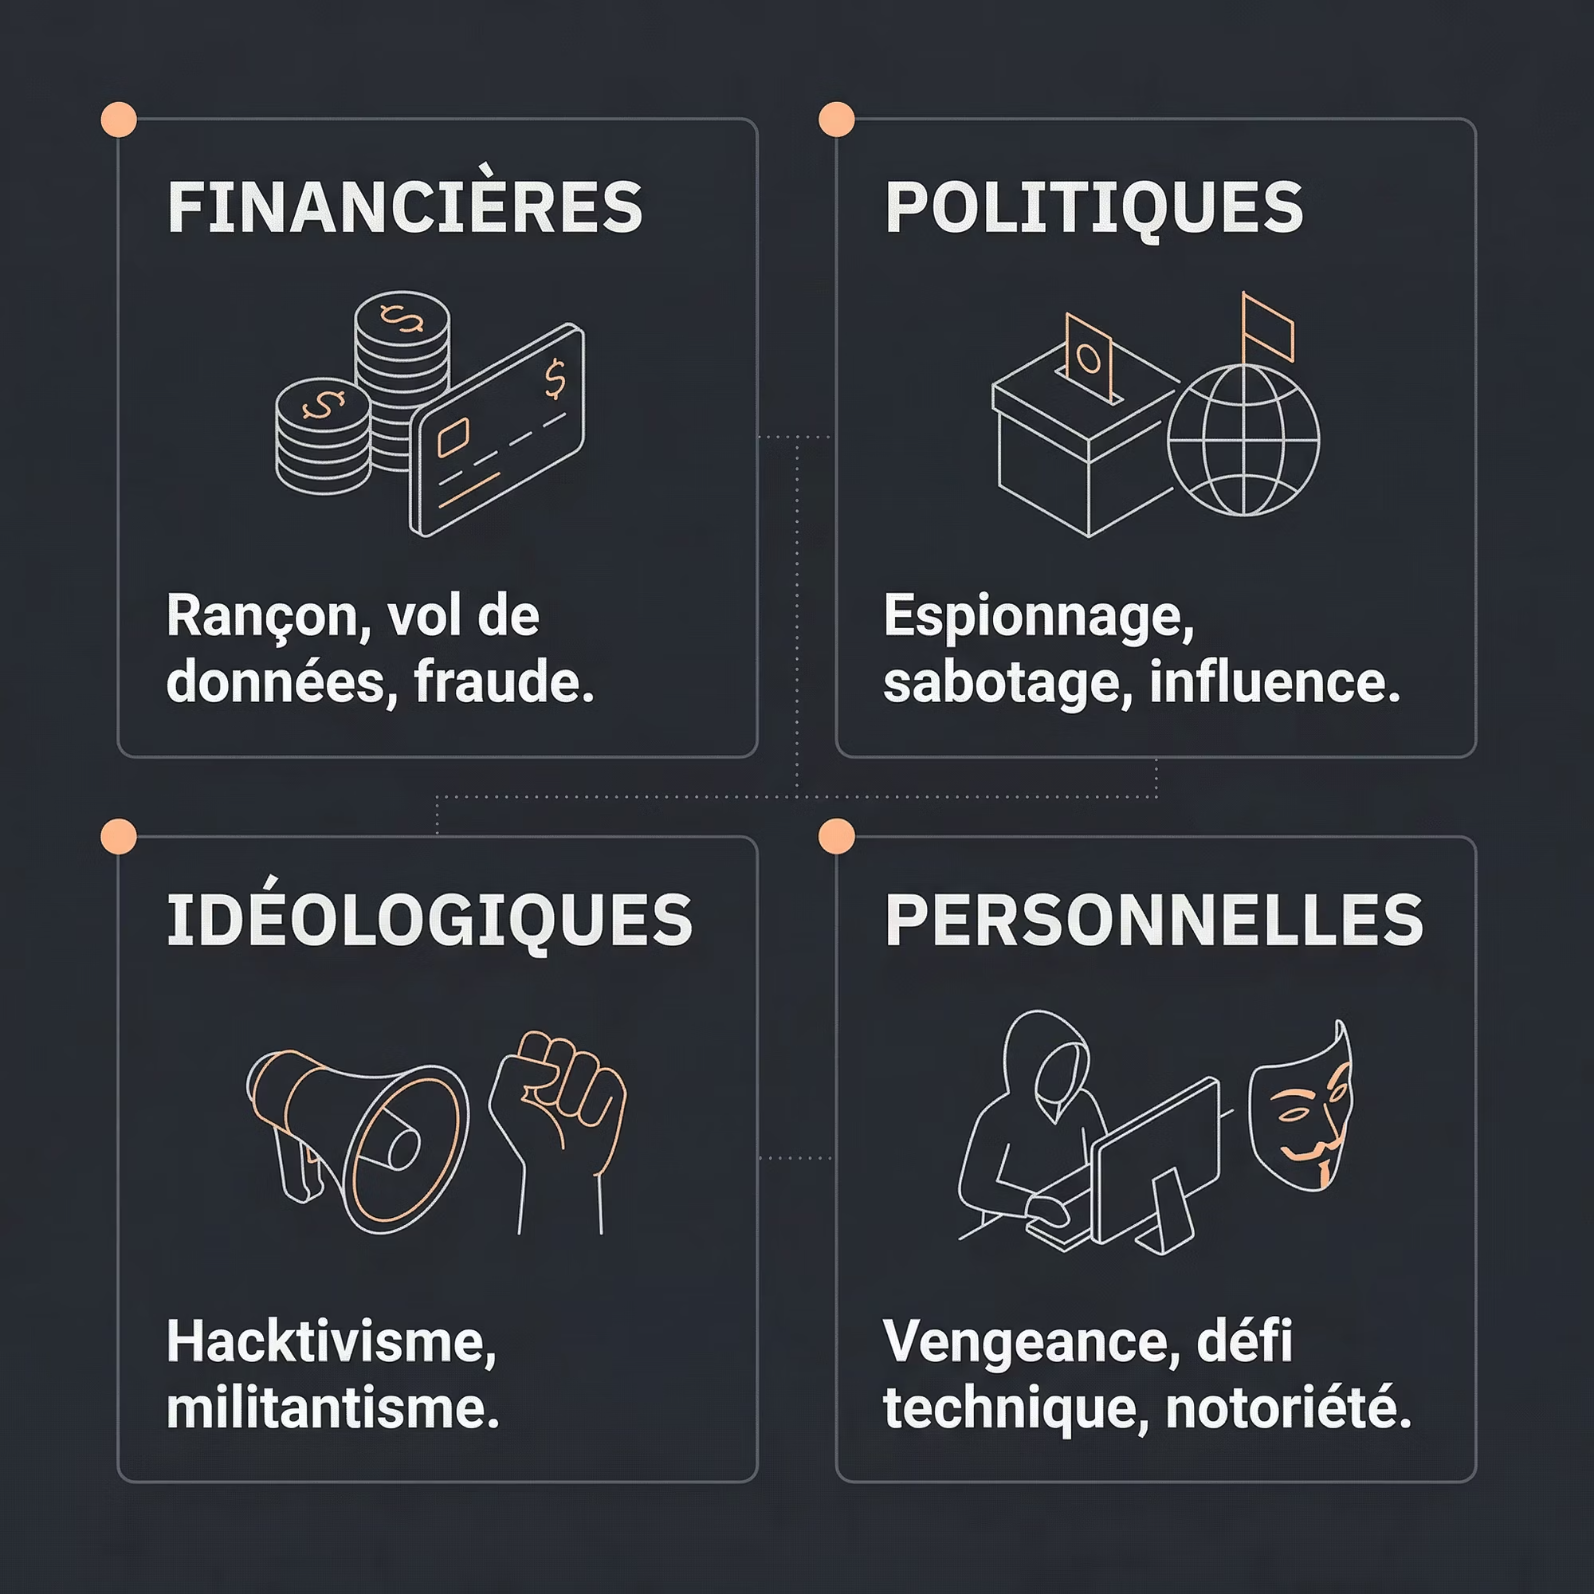 FINANCIÈRES
$
$
$
Rançon, vol de
données, fraude.
POLITIQUES
Espionnage,
sabotage, influence.
IDÉOLOGIQUES
Hacktivisme,
militantisme.
PERSONNELLES
Vengeance, défi
technique, notoriété.